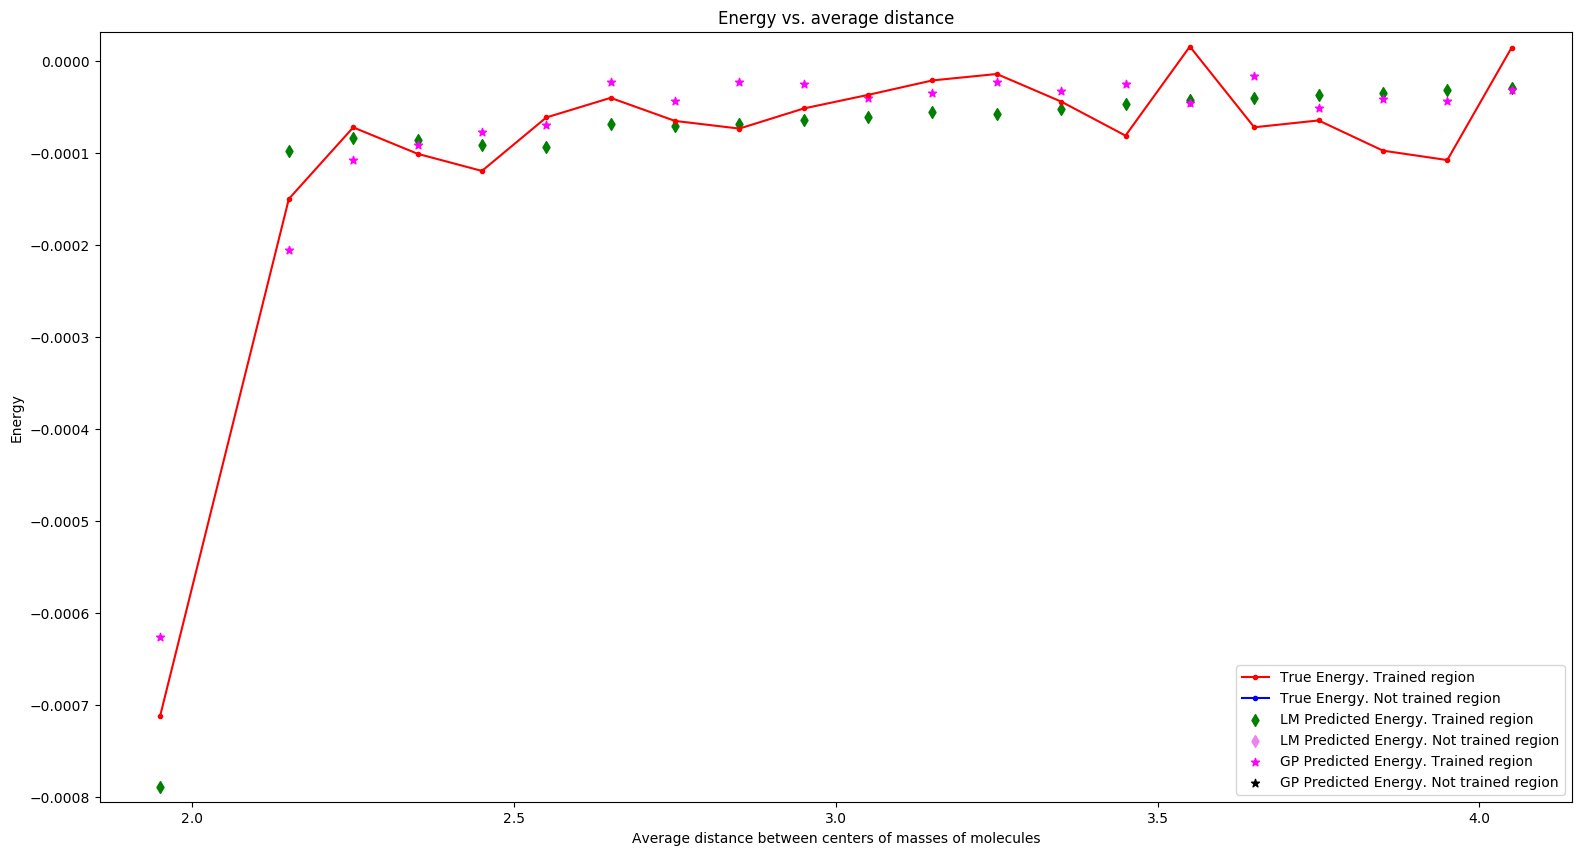 Energy vs. average distance
0.0000
−0.0001
−0.0002
−0.0003
−0.0004
−0.0005
−0.0006
−0.0007
−0.0008
Energy
True Energy. Trained region
True Energy. Not trained region
LM Predicted Energy. Trained region
LM Predicted Energy. Not trained region
GP Predicted Energy. Trained region
GP Predicted Energy. Not trained region
2.0 2.5 3.0 3.5 4.0
Average distance between centers of masses of molecules